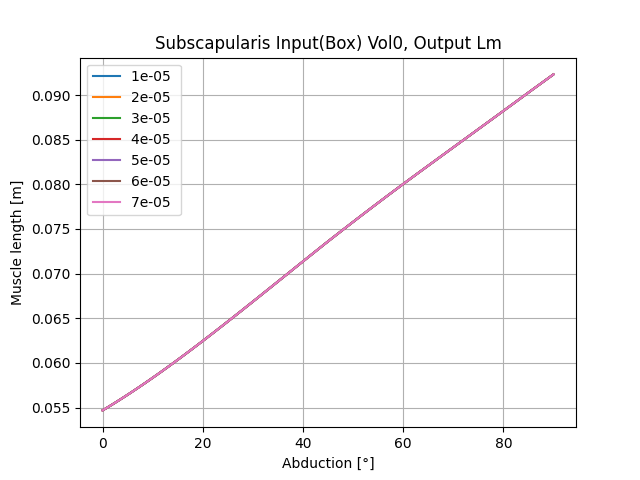 Subscapularis Input(Box) Vol0, Output Lm
1e-05
2e-05
3e-05
4e-05
5e-05
6e-05
7e-05
Muscle length [m]
0.090
0.085
0.080
0.075
0.070
0.065
0.060
0.055
0 20 40 60 80
Abduction [°]